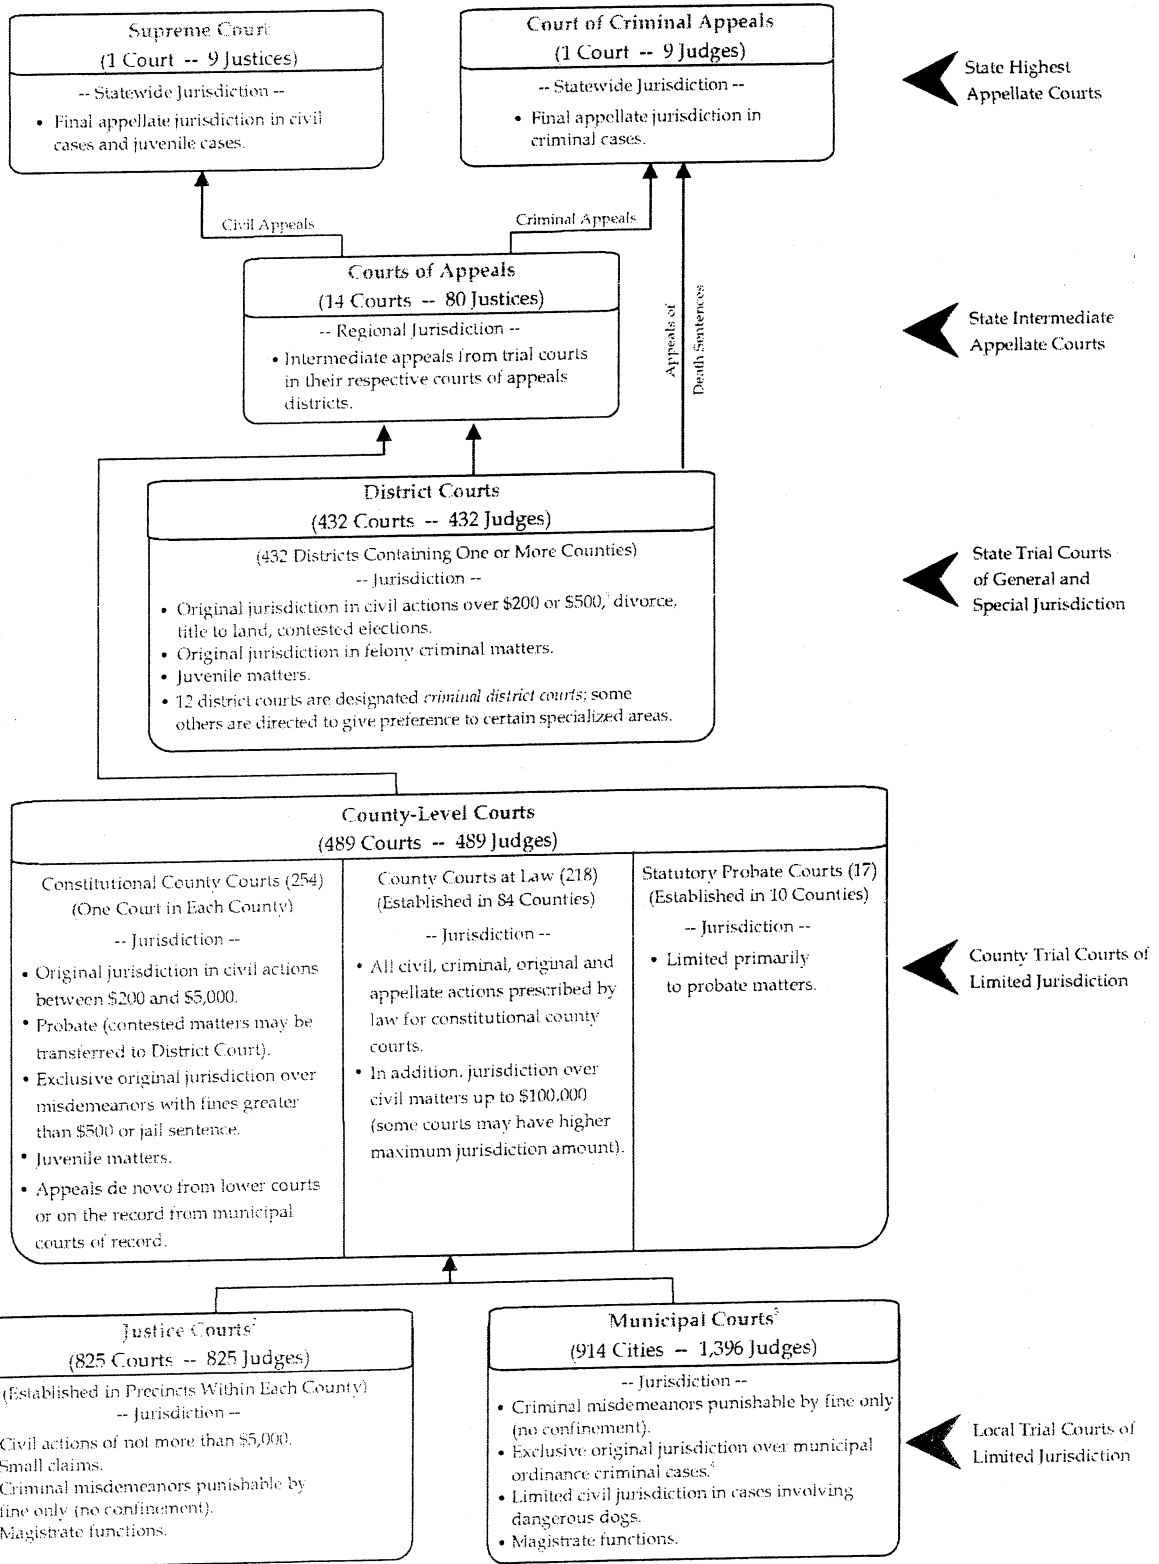 Supreme Court
(1 Court -- 9 Justices)
-- Statewide Jurisdiction --
• Final appellate jurisdiction in civil
cases and juvenile cases.
Court of Criminal Appeals
(1 Court -- 9 Judges)
-- Statewide Jurisdiction --
• Final appellate jurisdiction in
criminal cases.
State Highest
Appellate Courts
Civil Appeals
Criminal Appeals
Appeals of
Death Sentences
Courts of Appeals
(14 Courts -- 80 Justices)
-- Regional Jurisdiction --
• Intermediate appeals from trial courts
in their respective courts of appeals
districts.
State Intermediate
Appellate Courts
District Courts
(432 Courts -- 432 Judges)
(432 Districts Containing One or More Counties)
-- Jurisdiction --
• Original jurisdiction in civil actions over $200 or $500,¹ divorce,
title to land, contested elections.
• Original jurisdiction in felony criminal matters.
• Juvenile matters.
• 12 district courts are designated criminal district courts; some
others are directed to give preference to certain specialized areas.
State Trial Courts
of General and
Special Jurisdiction
County-Level Courts
(489 Courts -- 489 Judges)
Constitutional County Courts (254)
(One Court in Each County)
-- Jurisdiction --
• Original jurisdiction in civil actions
between $200 and $5,000.
• Probate (contested matters may be
transferred to District Court).
• Exclusive original jurisdiction over
misdemeanors with fines greater
than $500 or jail sentence.
• Juvenile matters.
• Appeals de novo from lower courts
or on the record from municipal
courts of record.
County Courts at Law (218)
(Established in 84 Counties)
-- Jurisdiction --
• All civil, criminal, original and
appellate actions prescribed by
law for constitutional county
courts.
• In addition, jurisdiction over
civil matters up to $100,000
(some courts may have higher
maximum jurisdiction amount).
Statutory Probate Courts (17)
(Established in 10 Counties)
-- Jurisdiction --
• Limited primarily
to probate matters.
County Trial Courts of
Limited Jurisdiction
Justice Courts²
(825 Courts -- 825 Judges)
(Established in Precincts Within Each County)
-- Jurisdiction --
Civil actions of not more than $5,000.
Small claims.
Criminal misdemeanors punishable by
fine only (no confinement).
Magistrate functions.
Municipal Courts³
(914 Cities -- 1,396 Judges)
-- Jurisdiction --
• Criminal misdemeanors punishable by fine only
(no confinement).
• Exclusive original jurisdiction over municipal
ordinance criminal cases.⁴
• Limited civil jurisdiction in cases involving
dangerous dogs.
• Magistrate functions.
Local Trial Courts of
Limited Jurisdiction